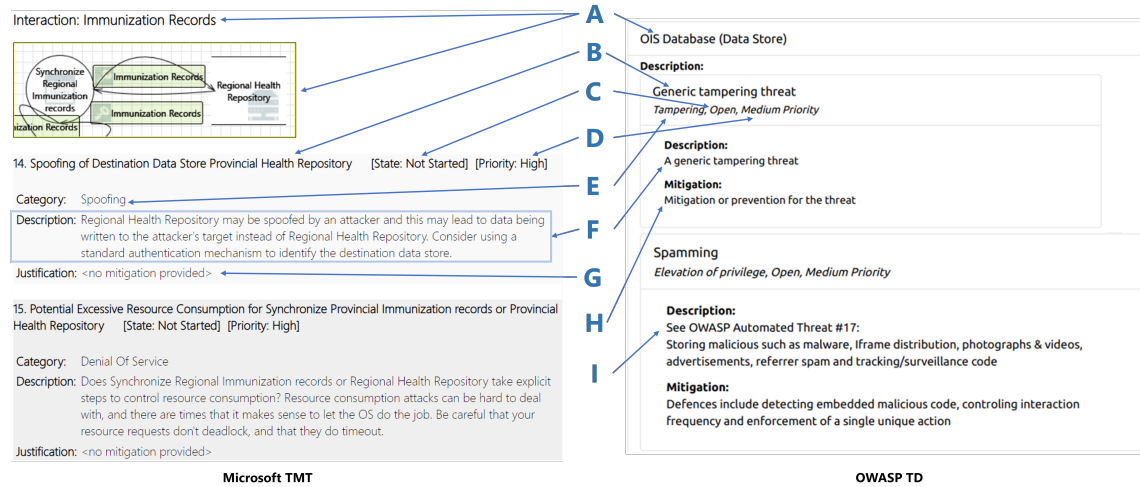 Interaction: Immunization Records
Synchronize
Regional
Immunization
records
Immunization Records
Immunization Records
nization Records
Regional Health
Repository
14. Spoofing of Destination Data Store Provincial Health Repository [State: Not Started] [Priority: High]
Category: Spoofing
Description: Regional Health Repository may be spoofed by an attacker and this may lead to data being
written to the attacker's target instead of Regional Health Repository. Consider using a
standard authentication mechanism to identify the destination data store.
Justification: <no mitigation provided>
15. Potential Excessive Resource Consumption for Synchronize Provincial Immunization records or Provincial
Health Repository [State: Not Started] [Priority: High]
Category: Denial Of Service
Description: Does Synchronize Regional Immunization records or Regional Health Repository take explicit
steps to control resource consumption? Resource consumption attacks can be hard to deal
with, and there are times that it makes sense to let the OS do the job. Be careful that your
resource requests don't deadlock, and that they do timeout.
Justification: <no mitigation provided>
Microsoft TMT
A
B
C
D
E
F
G
H
I
OIS Database (Data Store)
Description:
Generic tampering threat
Tampering, Open, Medium Priority
Description:
A generic tampering threat
Mitigation:
Mitigation or prevention for the threat
Spamming
Elevation of privilege, Open, Medium Priority
Description:
See OWASP Automated Threat #17:
Storing malicious such as malware, Iframe distribution, photographs & videos,
advertisements, referrer spam and tracking/surveillance code
Mitigation:
Defences include detecting embedded malicious code, controling interaction
frequency and enforcement of a single unique action
OWASP TD